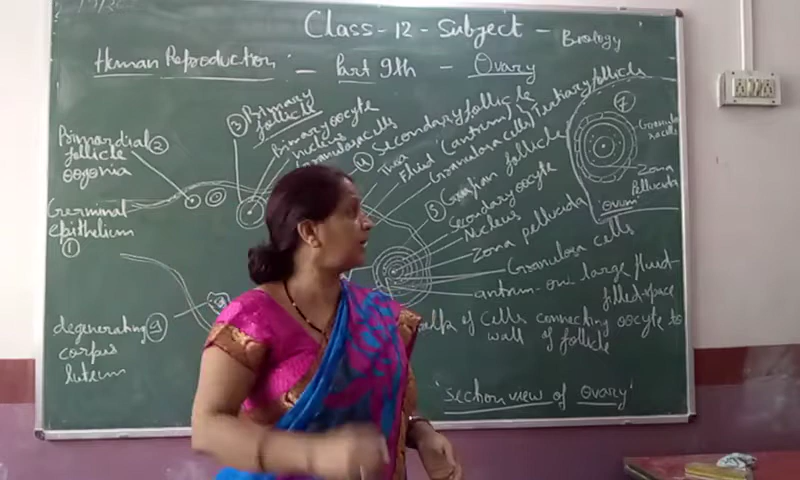 Class - 12 - Subject - Biology
Human Reproduction - Part 9th - Ovary
Primordial ②
follicle
oogonia
Germinal
epithelium
①
③ Primary
follicle
Primary oocyte
nucleus
Granulosa cells
④ Secondary follicle
Theca
Fluid (antrum) Tertiary follicle
Granulosa cells
⑤ Graafian follicle
Secondary oocyte
Nucleus
Zona pellucida
Granulosa cells
antrum - one large fluid
filled space
of cells connecting oocyte to
wall of follicle
⑦
Zona
Pellucida
"Ovum"
degenerating ⑨
corpus
luteum
"Section view of Ovary"